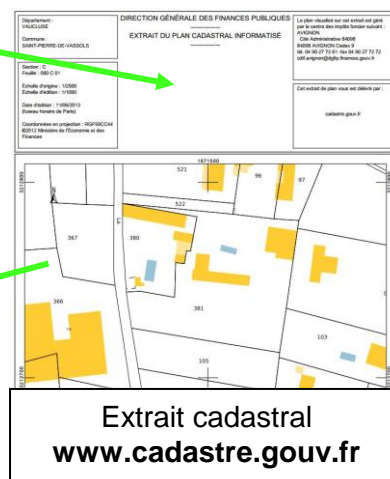 Département :
VAUCLUSE
Commune :
SAINT-PIERRE-DE-VASSOLS
Section : C
Feuille : 000 C 01
Échelle d'origine : 1/2500
Échelle d'édition : 1/1000
Date d'édition : 11/06/2013
(fuseau horaire de Paris)
Coordonnées en projection : RGF93CC44
©2012 Ministère de l'Économie et des
Finances
DIRECTION GÉNÉRALE DES FINANCES PUBLIQUES
EXTRAIT DU PLAN CADASTRAL INFORMATISÉ
Le plan visualisé sur cet extrait est géré
par le centre des impôts foncier suivant :
AVIGNON
Cité Administrative 84098
84098 AVIGNON Cedex 9
tél. 04 90 27 72 61 -fax 04 90 27 72 72
cdif.avignon@dgfip.finances.gouv.fr
Cet extrait de plan vous est délivré par :
cadastre.gouv.fr
1871000
521
96
97
522
N
367
380
366
381
103
105
Extrait cadastral
www.cadastre.gouv.fr